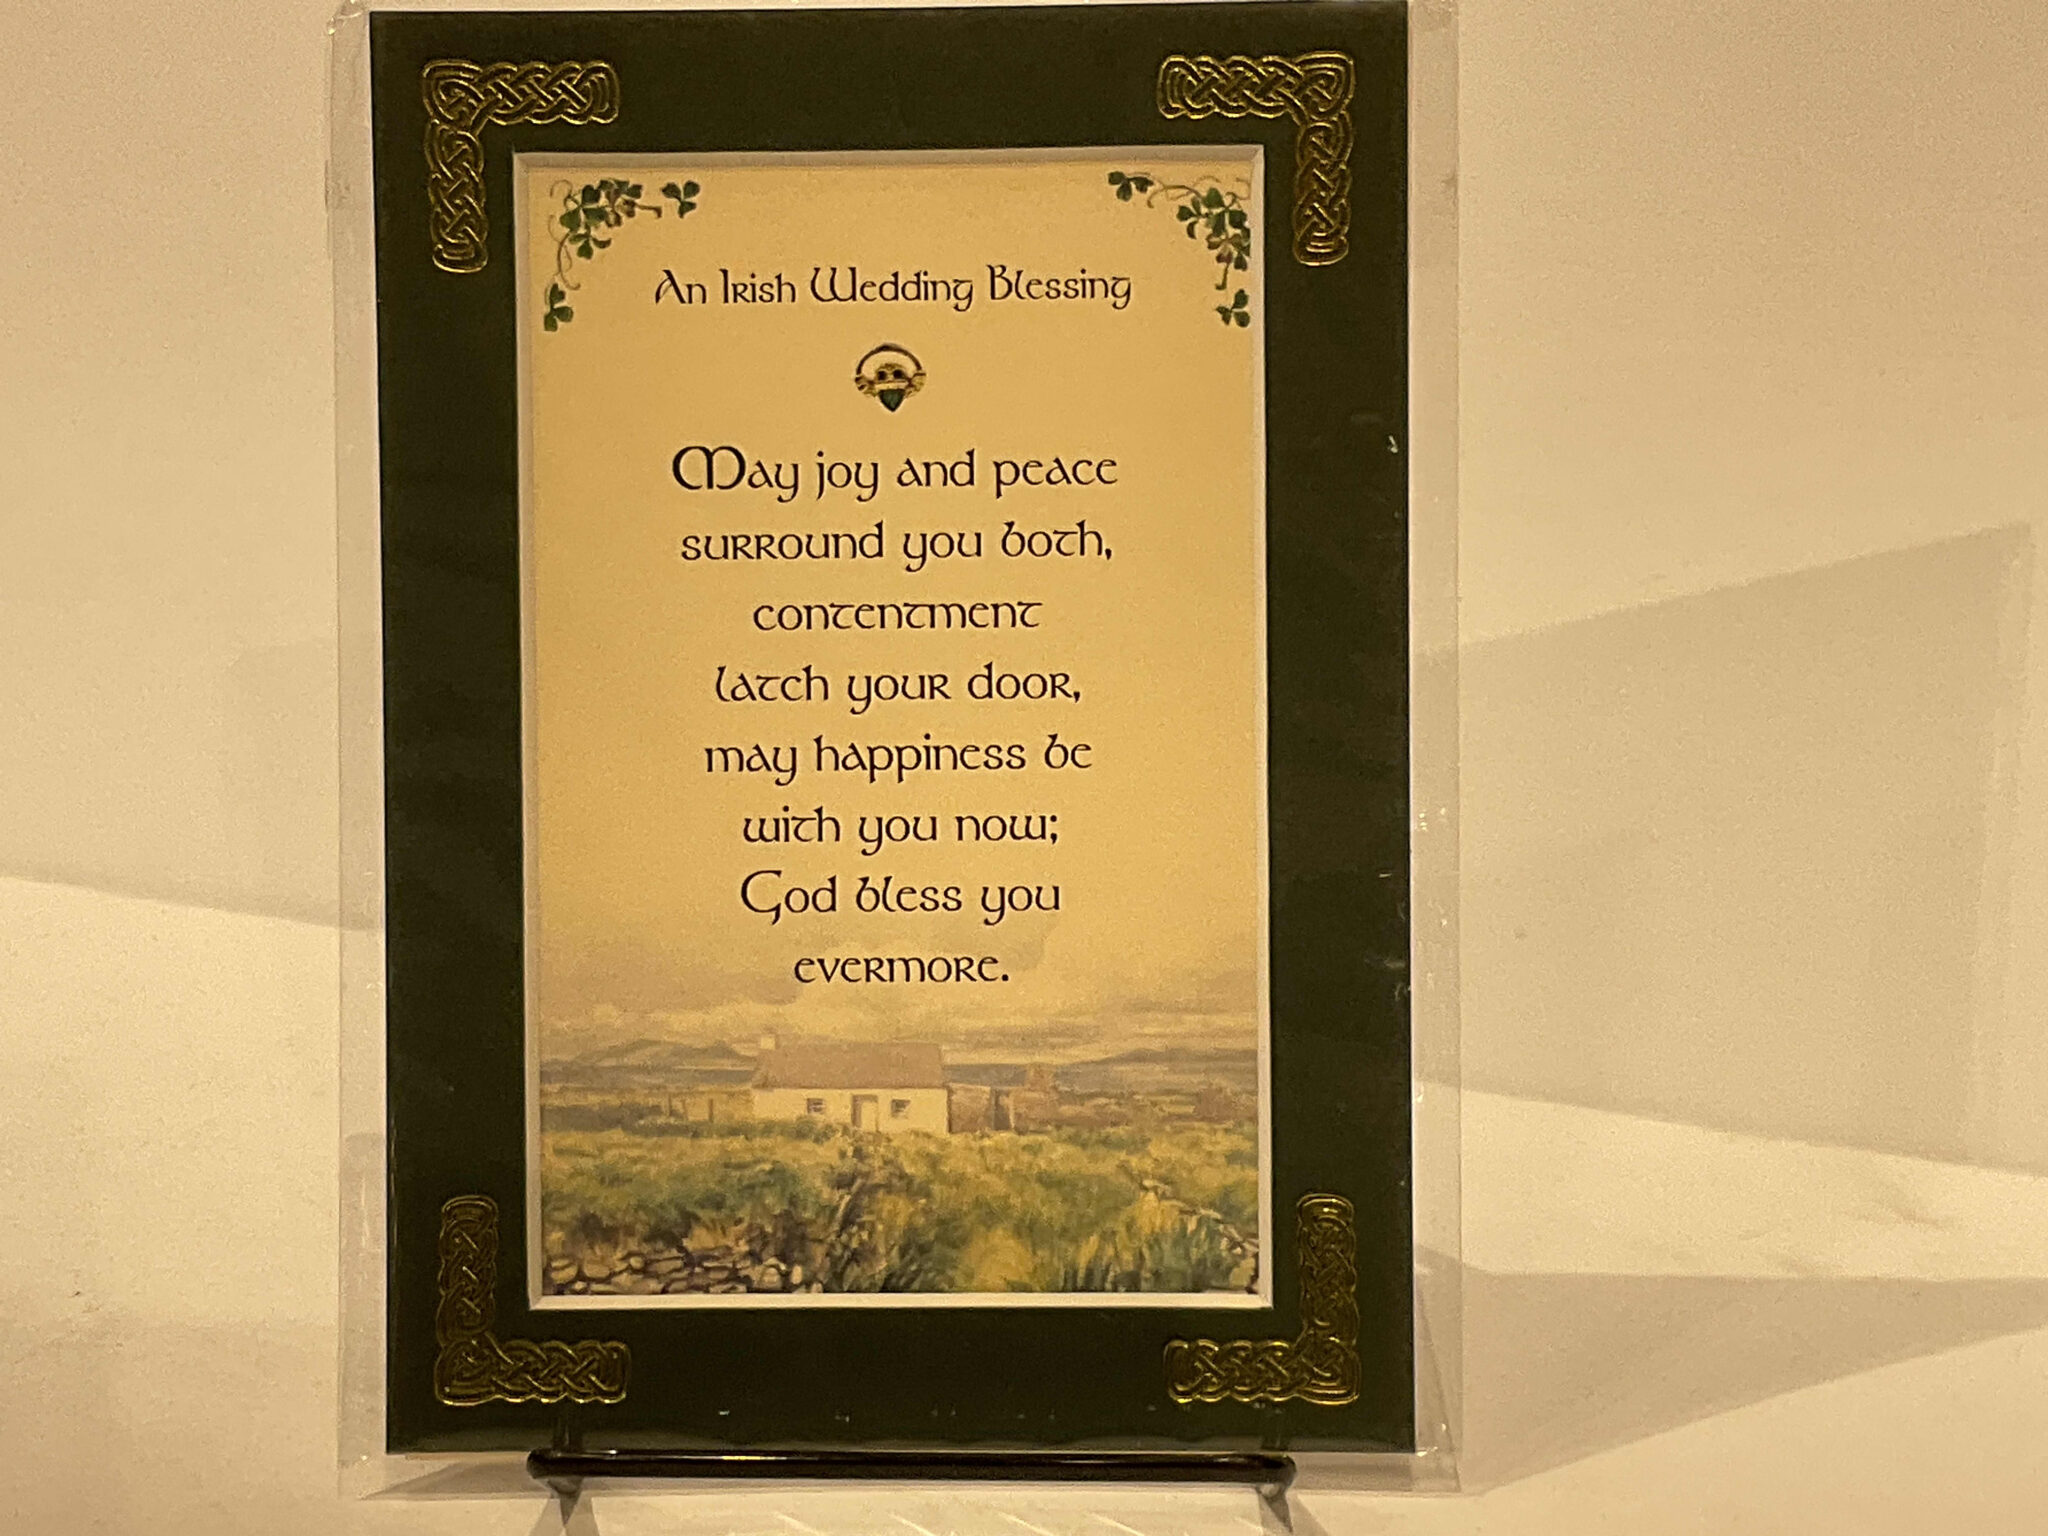 An Irish Wedding Blessing
May joy and peace
surround you both,
contentment
latch your door,
may happiness be
with you now;
God bless you
evermore.